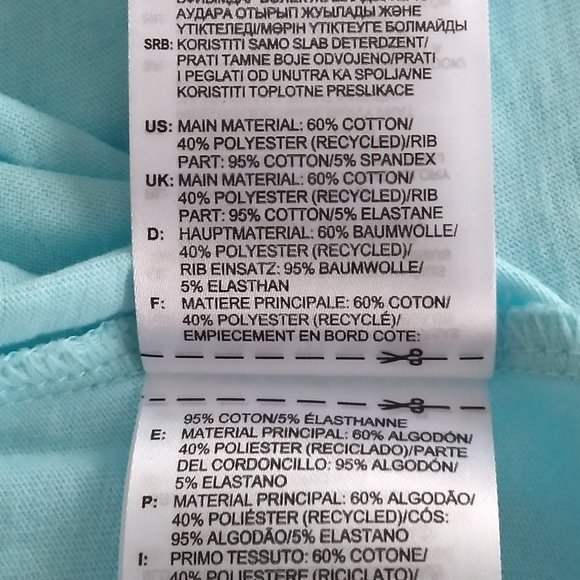 АУДАРА ОТЫРЫП ЖУЫЛАДЫ ЖӘНЕ
ҮТІКТЕЛЕДІ/МӘРІН ҮТІКТЕУГЕ БОЛМАЙДЫ
SRB: KORISTITI SAMO SLAB DETERDZENT/
PRATI TAMNE BOJE ODVOJENO/PRATI
I PEGLATI OD UNUTRA KA SPOLJA/NE
KORISTITI TOPLOTNE PRESLIKACE
US: MAIN MATERIAL: 60% COTTON/
40% POLYESTER (RECYCLED)/RIB
PART: 95% COTTON/5% SPANDEX
UK: MAIN MATERIAL: 60% COTTON/
40% POLYESTER (RECYCLED)/RIB
PART: 95% COTTON/5% ELASTANE
D: HAUPTMATERIAL: 60% BAUMWOLLE/
40% POLYESTER (RECYCLED)/
RIB EINSATZ: 95% BAUMWOLLE/
5% ELASTHAN
F: MATIERE PRINCIPALE: 60% COTON/
40% POLYESTER (RECYCLÉ)/
EMPIECEMENT EN BORD COTE:
95% COTON/5% ÉLASTHANNE
E: MATERIAL PRINCIPAL: 60% ALGODÓN/
40% POLIESTER (RECICLADO)/PARTE
DEL CORDONCILLO: 95% ALGODÓN/
5% ELASTANO
P: MATERIAL PRINCIPAL: 60% ALGODÃO/
40% POLIÉSTER (RECYCLED)/CÓS:
95% ALGODÃO/5% ELASTANO
I: PRIMO TESSUTO: 60% COTONE/
40% POLIESTERE (RICICLATO)/